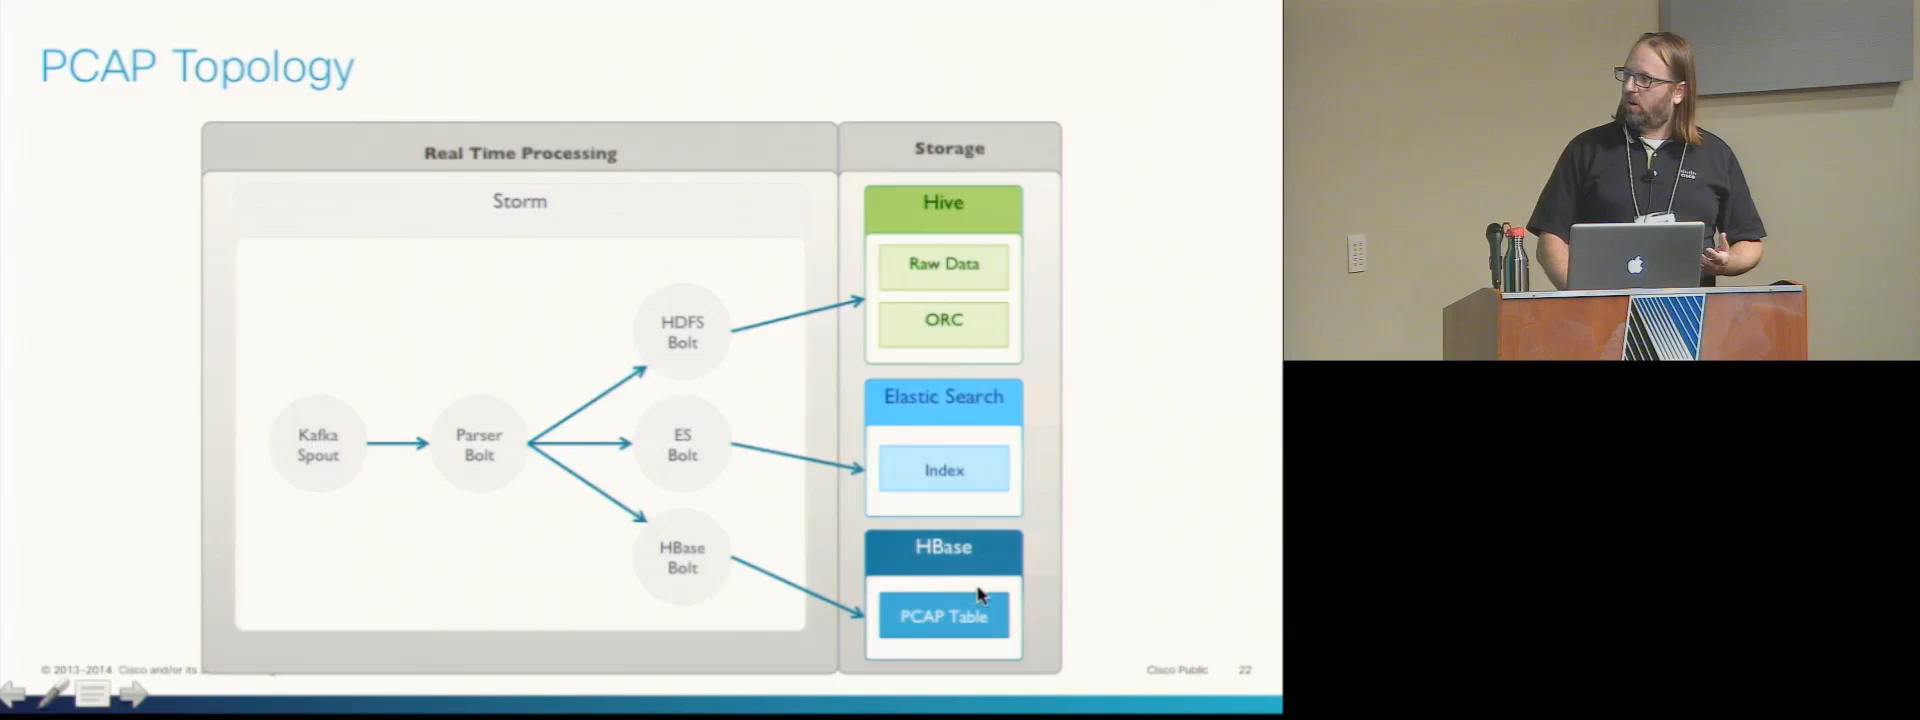 PCAP Topology
Real Time Processing
Storage
Storm
Hive
Raw Data
ORC
HDFS
Bolt
Elastic Search
Index
Kafka
Spout
Parser
Bolt
ES
Bolt
HBase
Bolt
HBase
PCAP Table
© 2013-2014 Cisco and/or its
Cisco Public
22